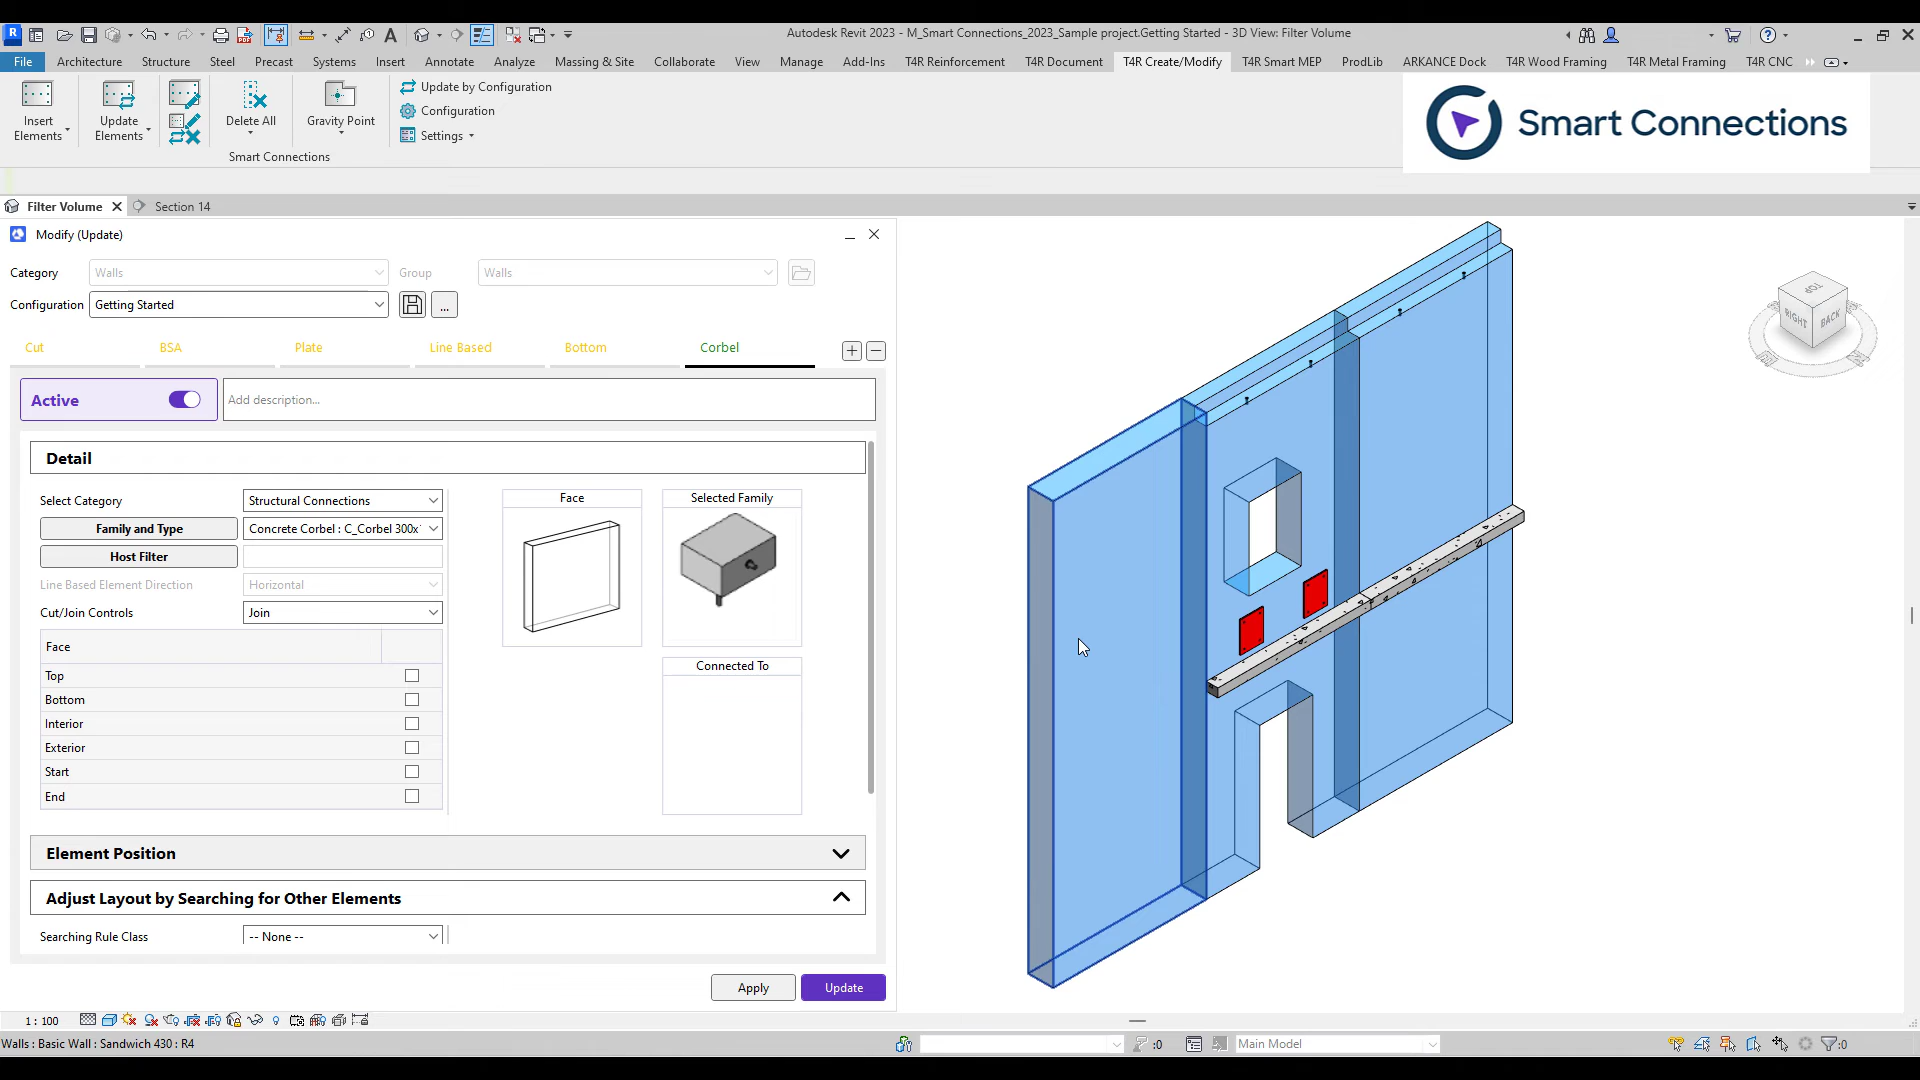 Autodesk Revit 2023 - M_Smart Connections_2023_Sample project.Getting Started - 3D View: Filter Volume
File Architecture Structure Steel Precast Systems Insert Annotate Analyze Massing & Site Collaborate View Manage Add-Ins T4R Reinforcement T4R Document T4R Create/Modify T4R Smart MEP ProdLib ARKANCE Dock T4R Wood Framing T4R Metal Framing T4R CNC
Insert Elements
Update Elements
Delete All
Gravity Point
Update by Configuration
Configuration
Settings
Smart Connections
Smart Connections
Filter Volume Section 14
Modify (Update)
Category Walls Group Walls
Configuration Getting Started ...
Cut BSA Plate Line Based Bottom Corbel
Active Add description...
Detail
Select Category Structural Connections
Family and Type Concrete Corbel : C_Corbel 300x
Host Filter
Line Based Element Direction Horizontal
Cut/Join Controls Join
Face
Top
Bottom
Interior
Exterior
Start
End
Face
Selected Family
Connected To
Element Position
Adjust Layout by Searching for Other Elements
Searching Rule Class -- None --
Apply Update
TOP
RIGHT BACK
1 : 100
Walls : Basic Wall : Sandwich 430 : R4
:0
Main Model
:0